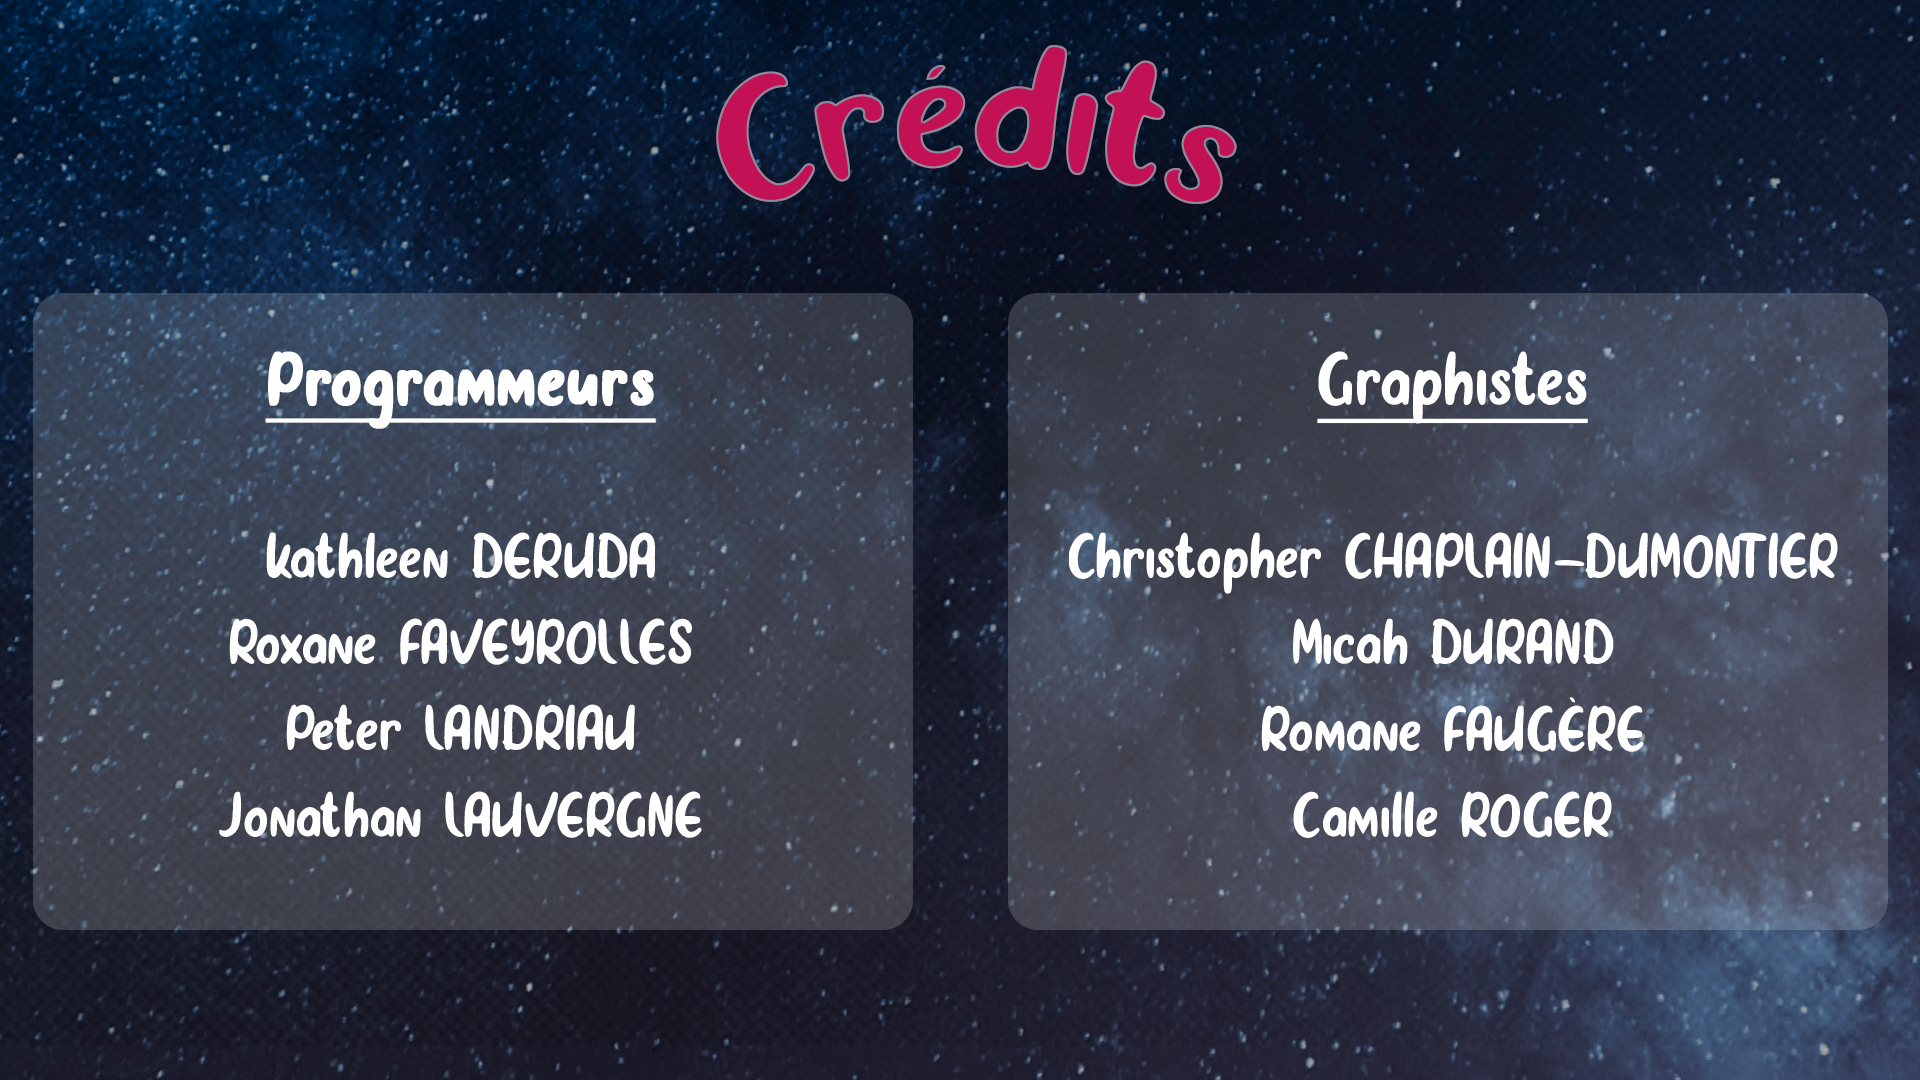 Crédits
Programmeurs
Kathleen DERUDA
Roxane FAVEYROLLES
Peter LANDRIAU
Jonathan LAUVERGNE
Graphistes
Christopher CHAPLAIN-DUMONTIER
Micah DURAND
Romane FAUGÈRE
Camille ROGER